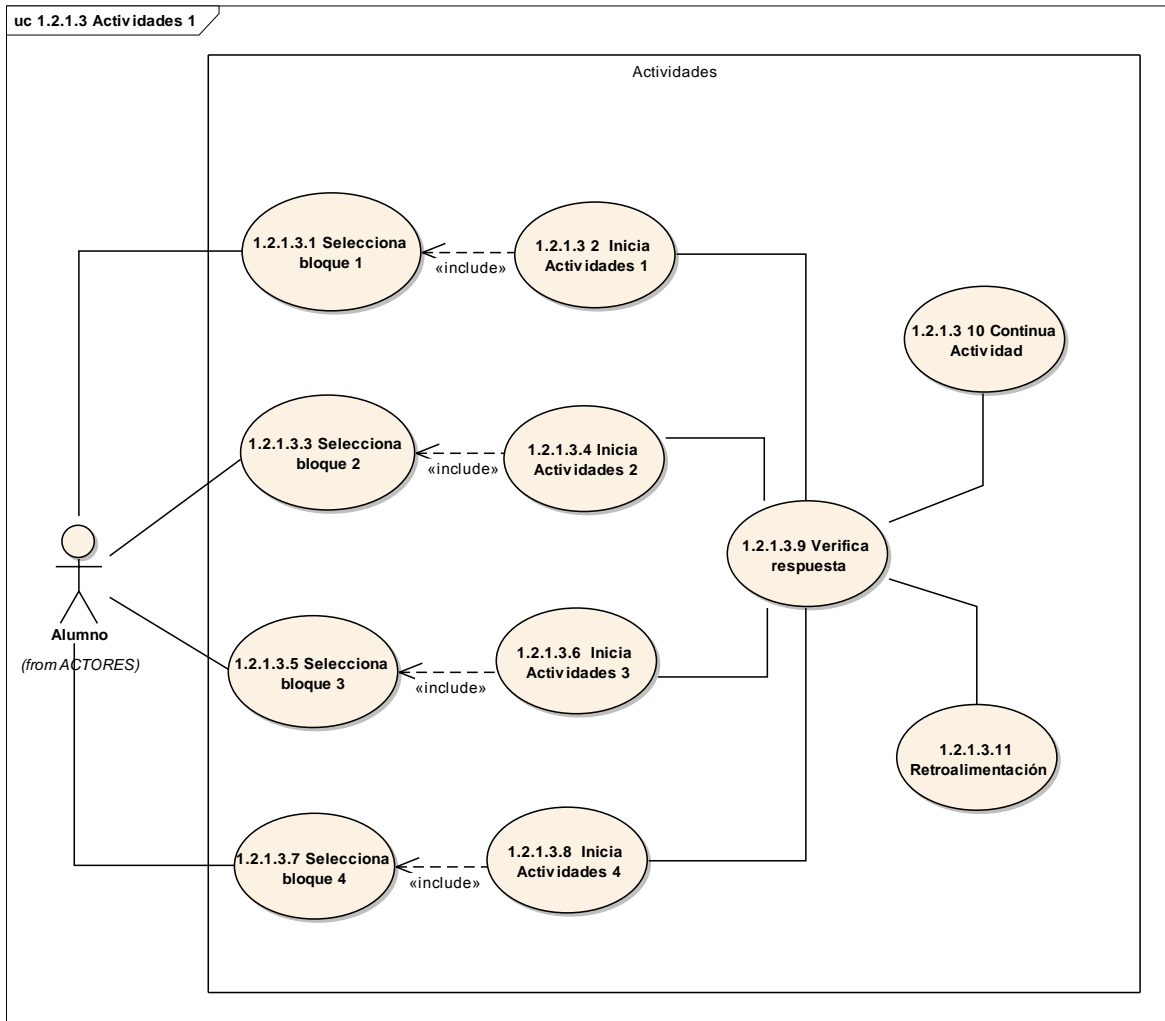 uc 1.2.1.3 Actividades 1
Actividades
1.2.1.3.1 Selecciona
bloque 1
«include»
1.2.1.3 2 Inicia
Actividades 1
1.2.1.3 10 Continua
Actividad
1.2.1.3.3 Selecciona
bloque 2
«include»
1.2.1.3.4 Inicia
Actividades 2
1.2.1.3.9 Verifica
respuesta
Alumno
(from ACTORES)
1.2.1.3.5 Selecciona
bloque 3
«include»
1.2.1.3.6 Inicia
Actividades 3
1.2.1.3.11
Retroalimentación
1.2.1.3.7 Selecciona
bloque 4
«include»
1.2.1.3.8 Inicia
Actividades 4